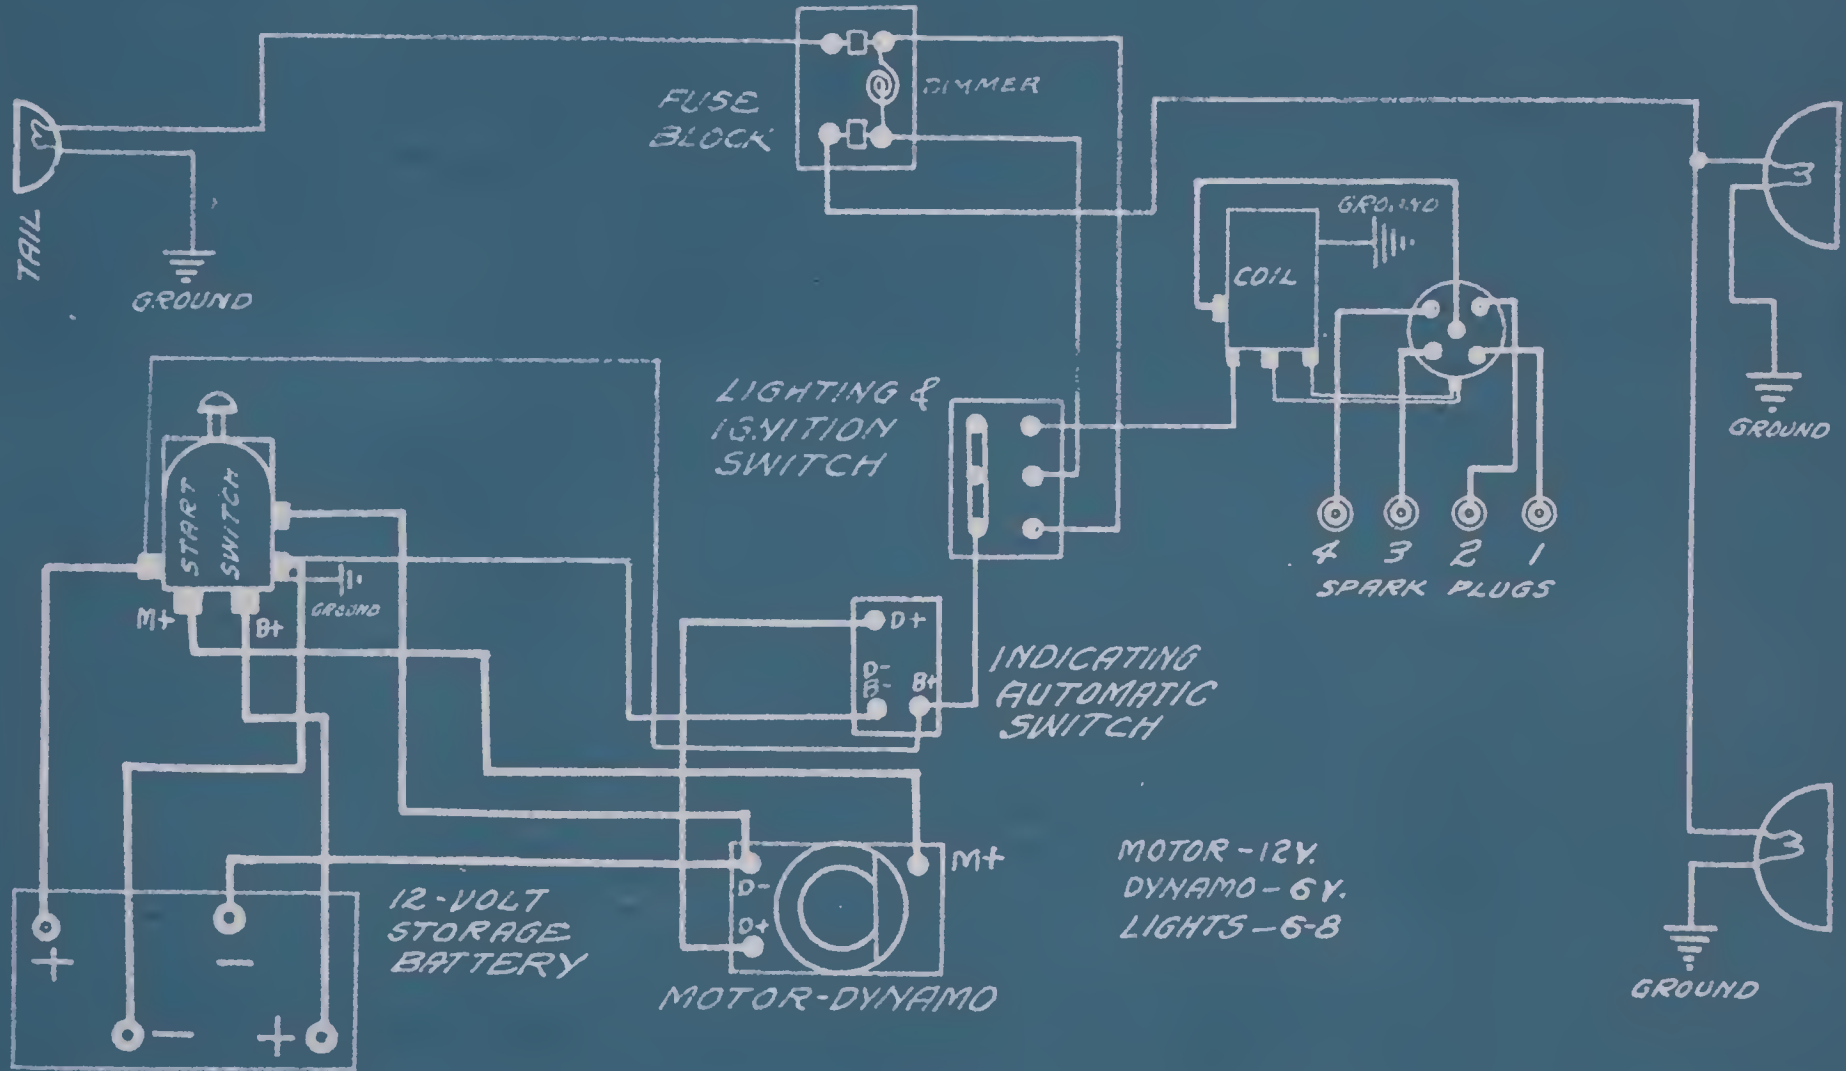 FUSE
BLOCK
DIMMER
TAIL
GROUND
GROUND
COIL
GROUND
LIGHTING &
IGNITION
SWITCH
4 3 2 1
SPARK PLUGS
START
SWITCH
M+
B+
GROUND
D+
D-
B-
B+
INDICATING
AUTOMATIC
SWITCH
12-VOLT
STORAGE
BATTERY
+
-
-
+
D-
D+
M+
MOTOR-DYNAMO
MOTOR-12V.
DYNAMO-6V.
LIGHTS-6-8
GROUND